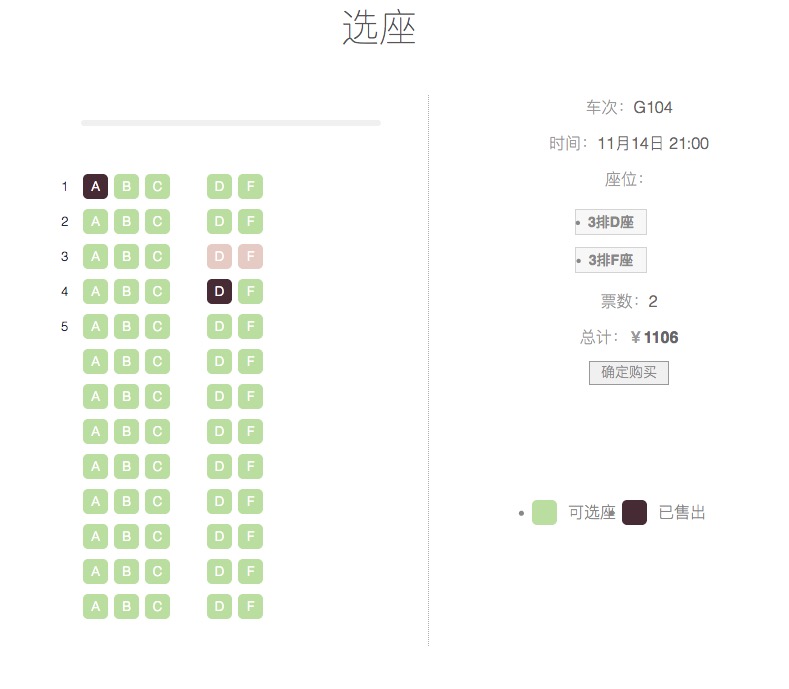 选座
1 A B C D F
2 A B C D F
3 A B C D F
4 A B C D F
5 A B C D F
A B C D F
A B C D F
A B C D F
A B C D F
A B C D F
A B C D F
A B C D F
A B C D F
车次：G104
时间：11月14日 21:00
座位：
• 3排D座
• 3排F座
票数：2
总计：￥1106
确定购买
• 可选座 • 已售出